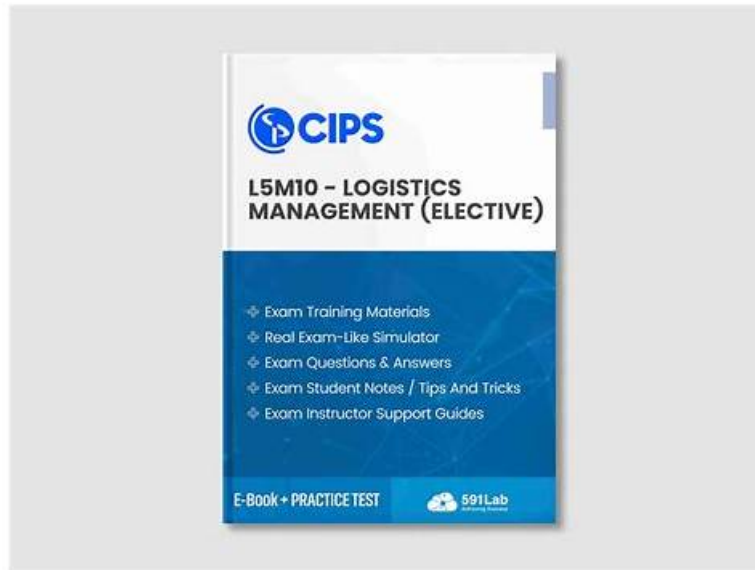 CIPS
L5M10 - LOGISTICS
MANAGEMENT (ELECTIVE)
Exam Training Materials
Real Exam-Like Simulator
Exam Questions & Answers
Exam Student Notes / Tips And Tricks
Exam Instructor Support Guides
E-Book + PRACTICE TEST
591Lab